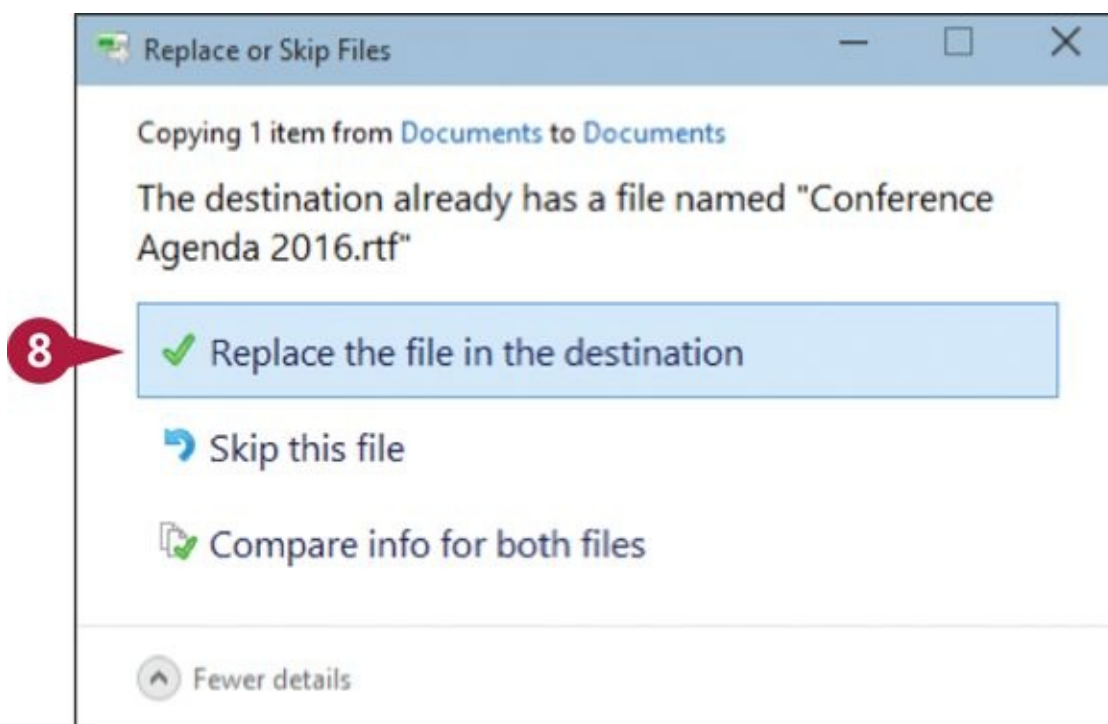 Replace or Skip Files
Copying 1 item from Documents to Documents
The destination already has a file named "Conference
Agenda 2016.rtf"
8
Replace the file in the destination
Skip this file
Compare info for both files
Fewer details